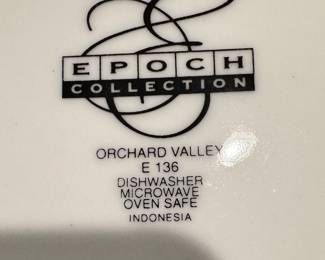 EPOCH
COLLECTION
ORCHARD VALLEY
E 136
DISHWASHER
MICROWAVE
OVEN SAFE
INDONESIA